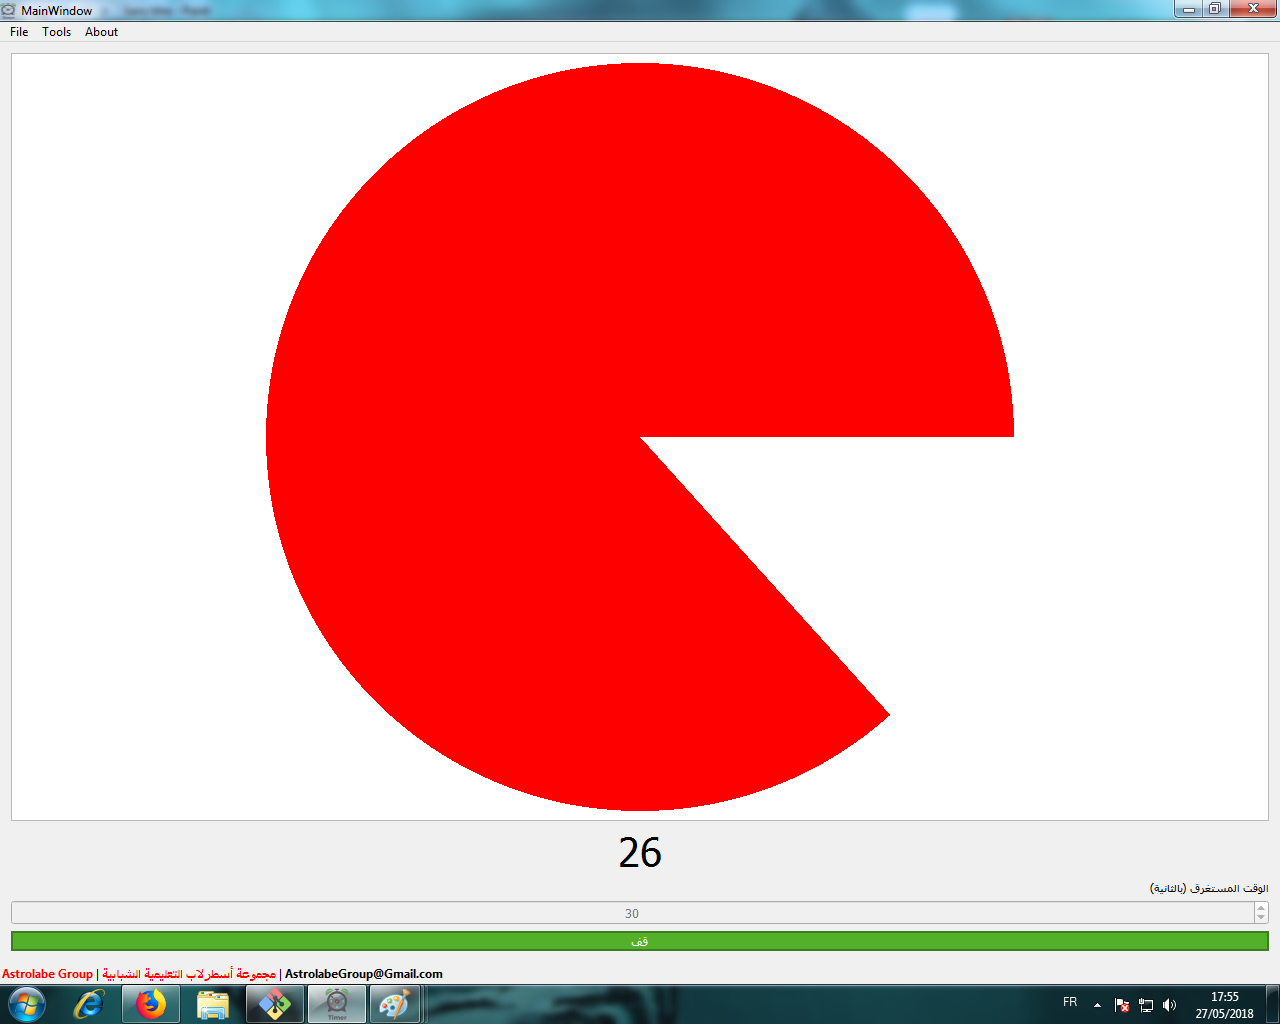 MainWindow
File Tools About
26
الوقت المستغرق (بالثانية)
30
قف
Astrolabe Group | مجموعة أسطرلاب التعليمية الشبابية | AstrolabeGroup@Gmail.com
Timer
FR
17:55
27/05/2018